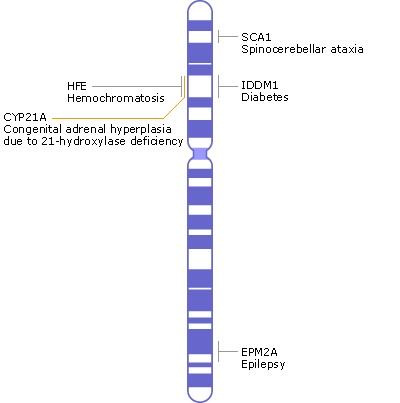 SCA1
Spinocerebellar ataxia
HFE
Hemochromatosis
IDDM1
Diabetes
CYP21A
Congenital adrenal hyperplasia
due to 21-hydroxylase deficiency
EPM2A
Epilepsy